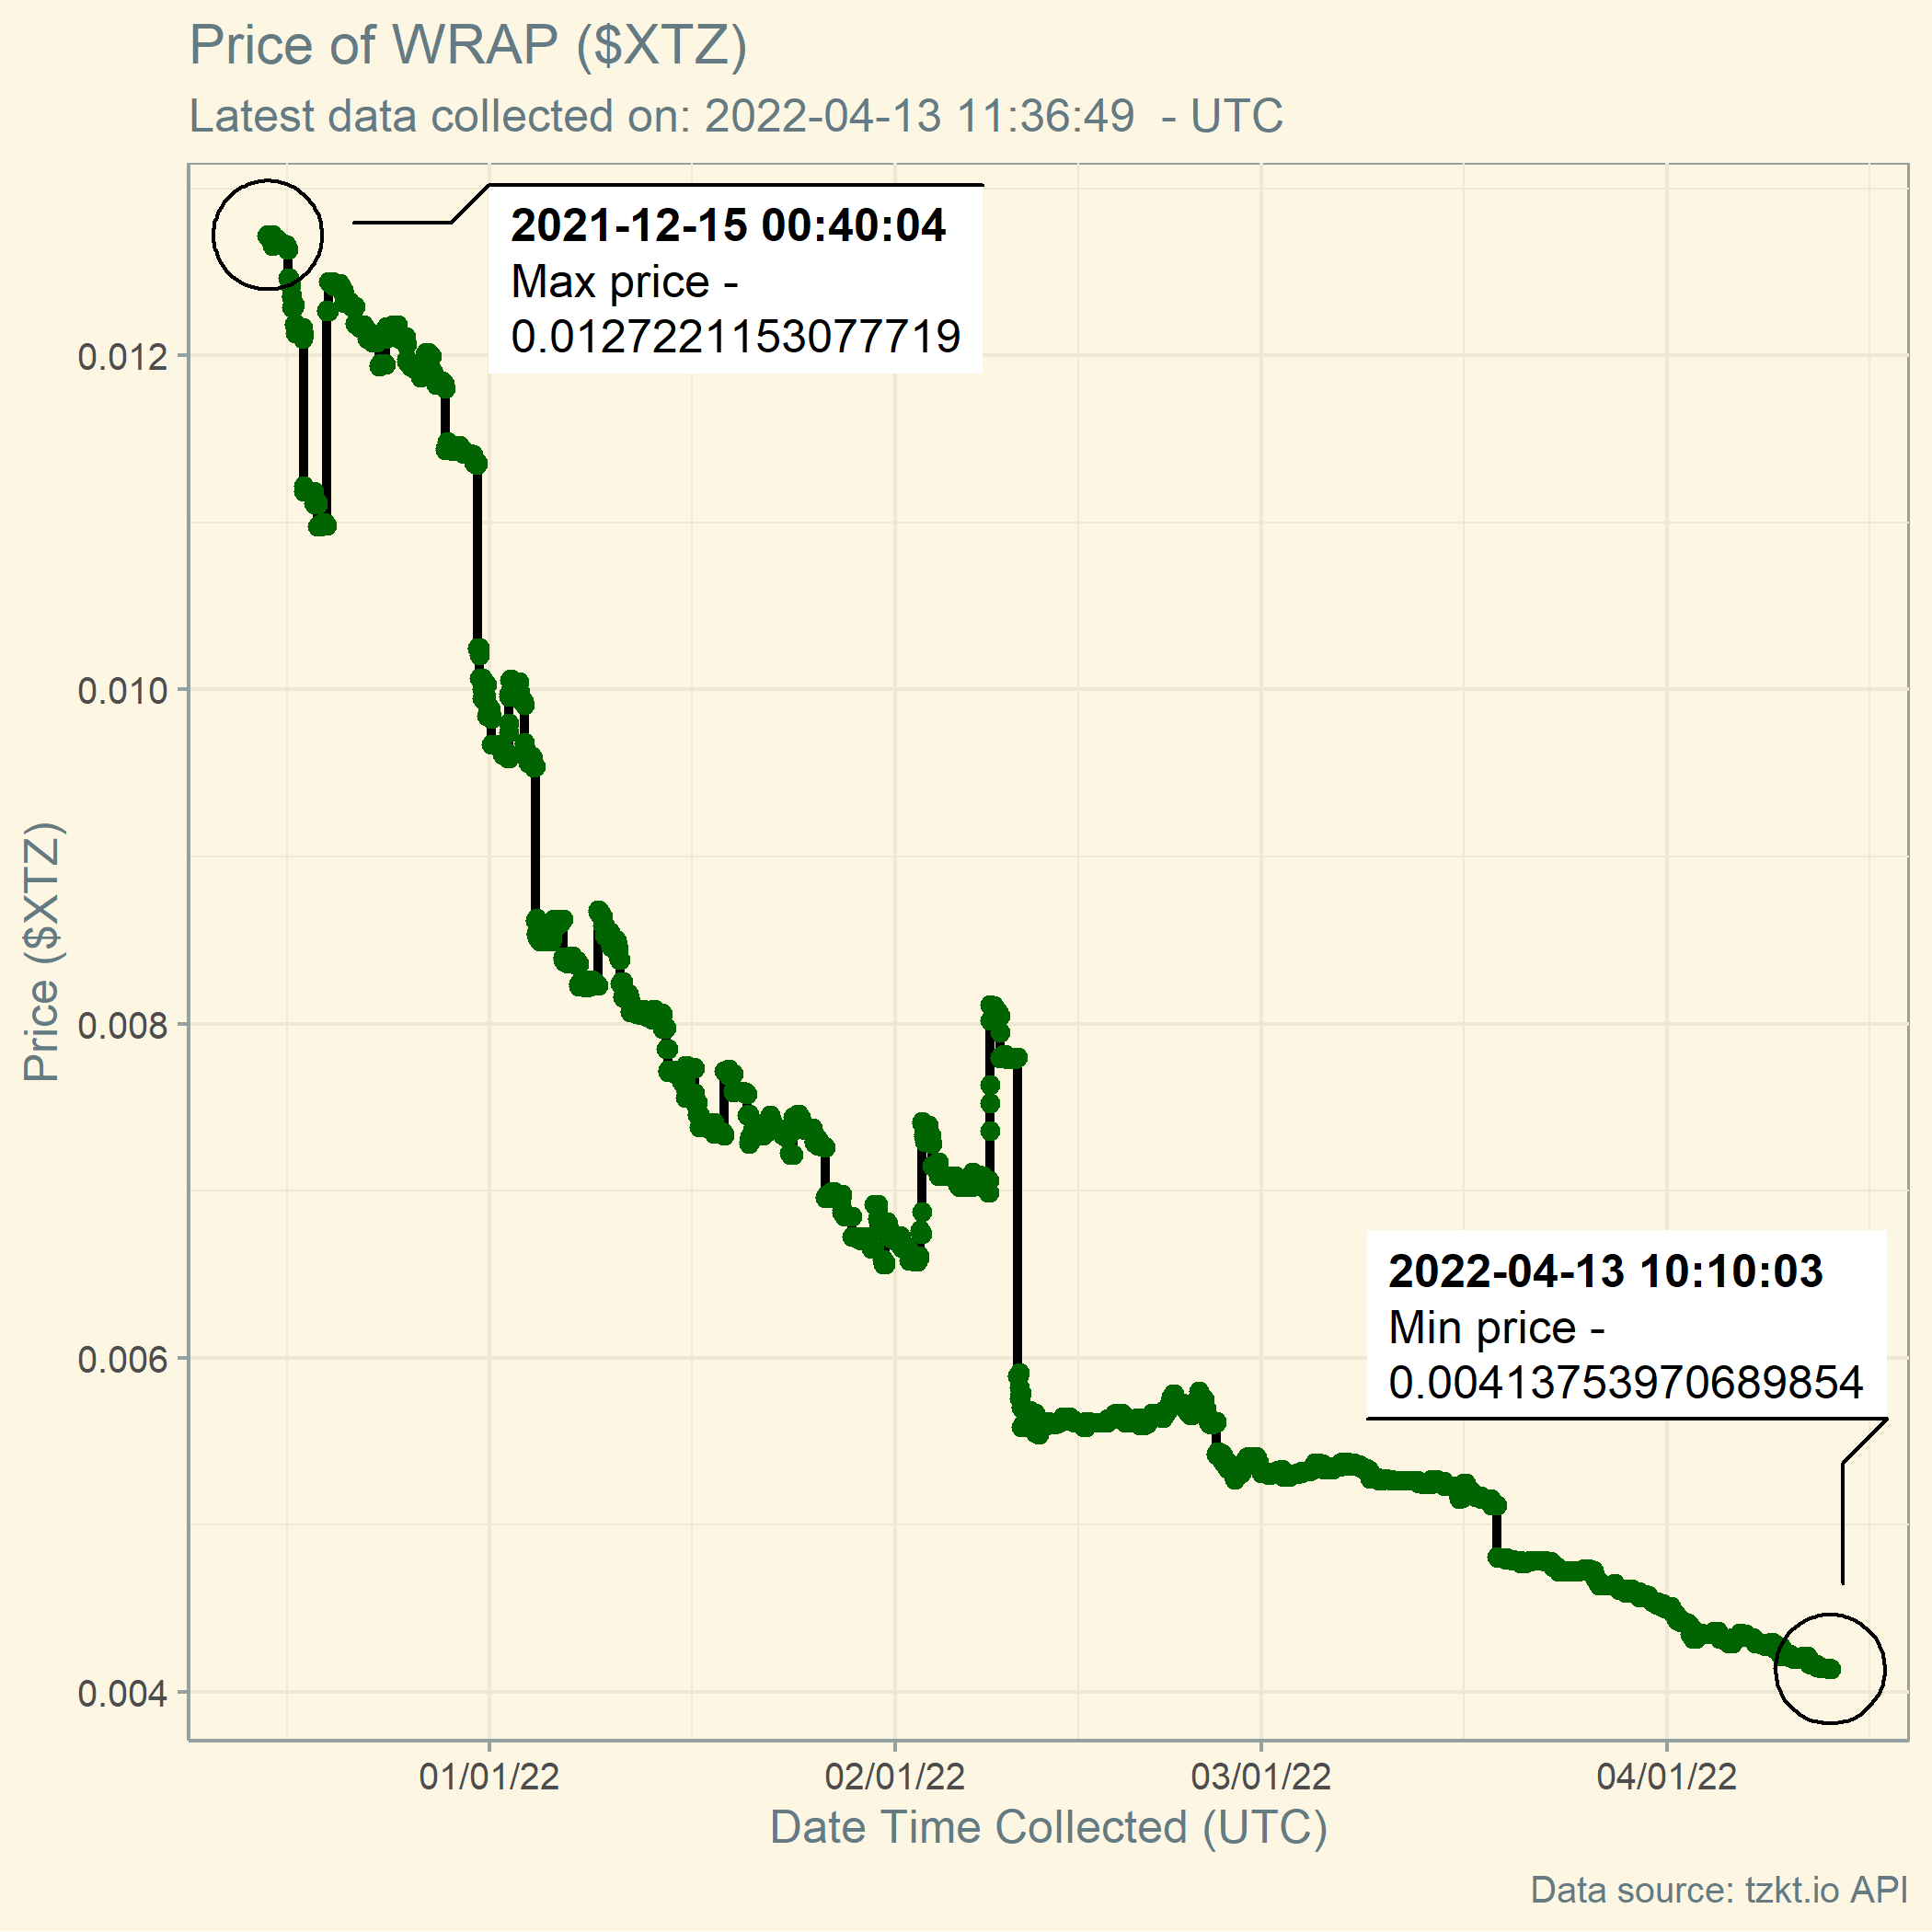 Price of WRAP ($XTZ)
Latest data collected on: 2022-04-13 11:36:49  - UTC
2021-12-15 00:40:04
Max price -
0.0127221153077719
0.012
0.010
0.008
0.006
0.004
Price ($XTZ)
2022-04-13 10:10:03
Min price -
0.00413753970689854
01/01/22
02/01/22
03/01/22
04/01/22
Date Time Collected (UTC)
Data source: tzkt.io API